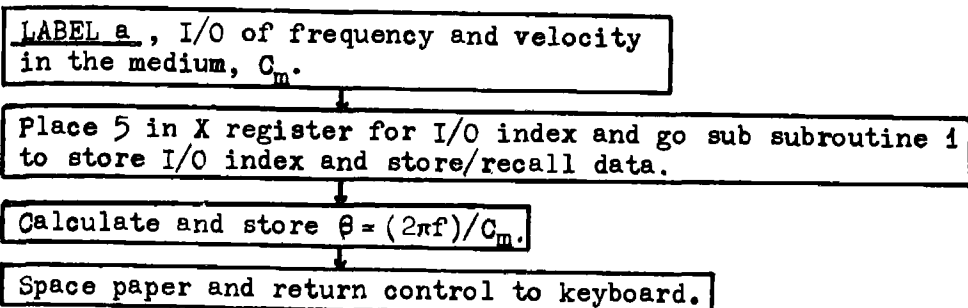 LABEL a, I/O of frequency and velocity
in the medium, Cm.
Place 5 in X register for I/O index and go sub subroutine 1
to store I/O index and store/recall data.
Calculate and store β = (2πf)/Cm.
Space paper and return control to keyboard.